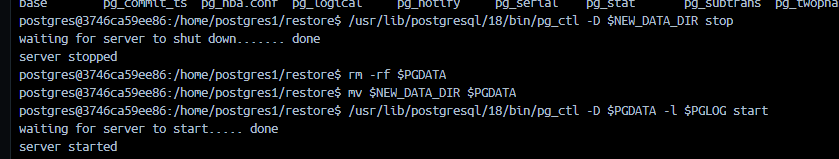 base pg_commit_ts pg_hba.conf pg_logical pg_notify pg_serial pg_stat pg_subtrans
postgres@3746ca59ee86:/home/postgres1/restore$ /usr/lib/postgresql/18/bin/pg_ctl -D $NEW_DATA_DIR stop
waiting for server to shut down....... done
server stopped
postgres@3746ca59ee86:/home/postgres1/restore$ rm -rf $PGDATA
postgres@3746ca59ee86:/home/postgres1/restore$ mv $NEW_DATA_DIR $PGDATA
postgres@3746ca59ee86:/home/postgres1/restore$ /usr/lib/postgresql/18/bin/pg_ctl -D $PGDATA -l $PGLOG start
waiting for server to start..... done
server started